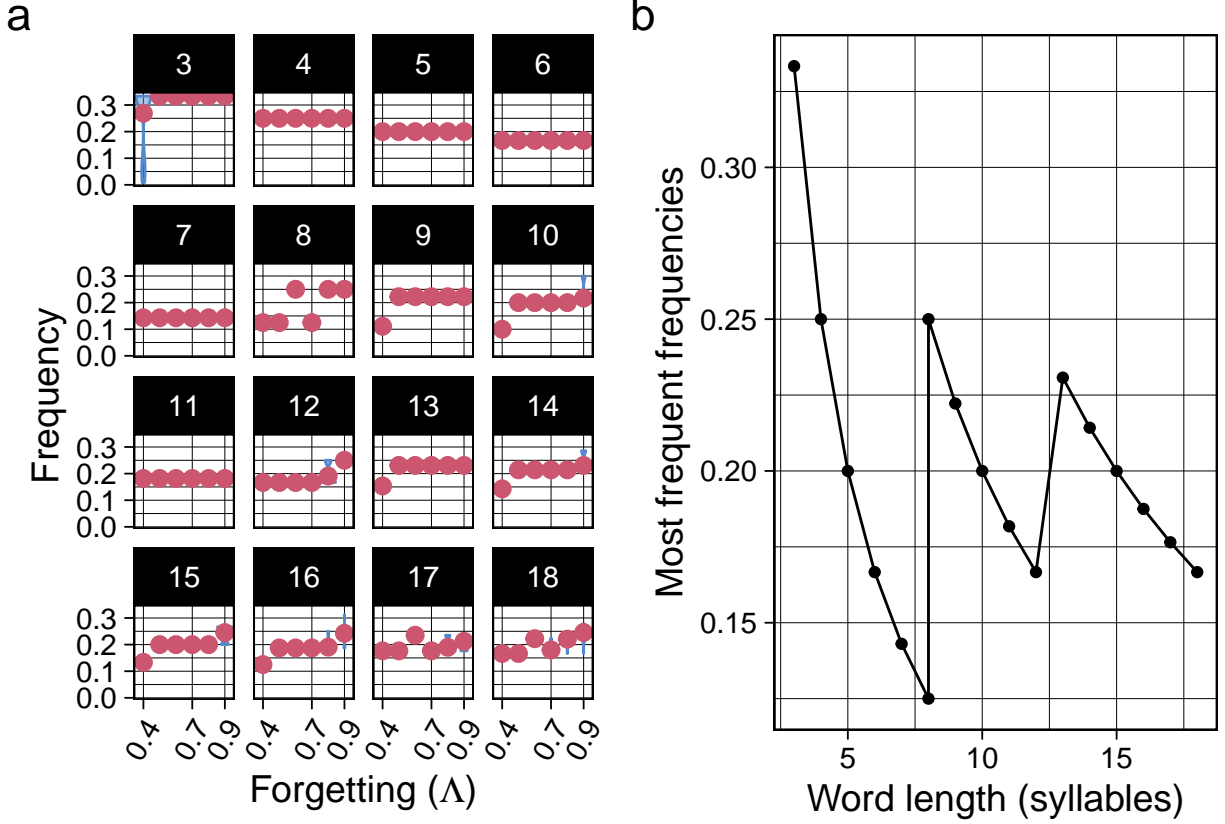 a
b
3 4 5 6
0.3
0.2
0.1
0.0
7 8 9 10
0.3
0.2
0.1
0.0
11 12 13 14
0.3
0.2
0.1
0.0
15 16 17 18
0.3
0.2
0.1
0.0
Frequency
0.4 0.7 0.9 0.4 0.7 0.9 0.4 0.7 0.9 0.4 0.7 0.9
Forgetting (Λ)
Most frequent frequencies
0.30
0.25
0.20
0.15
5 10 15
Word length (syllables)